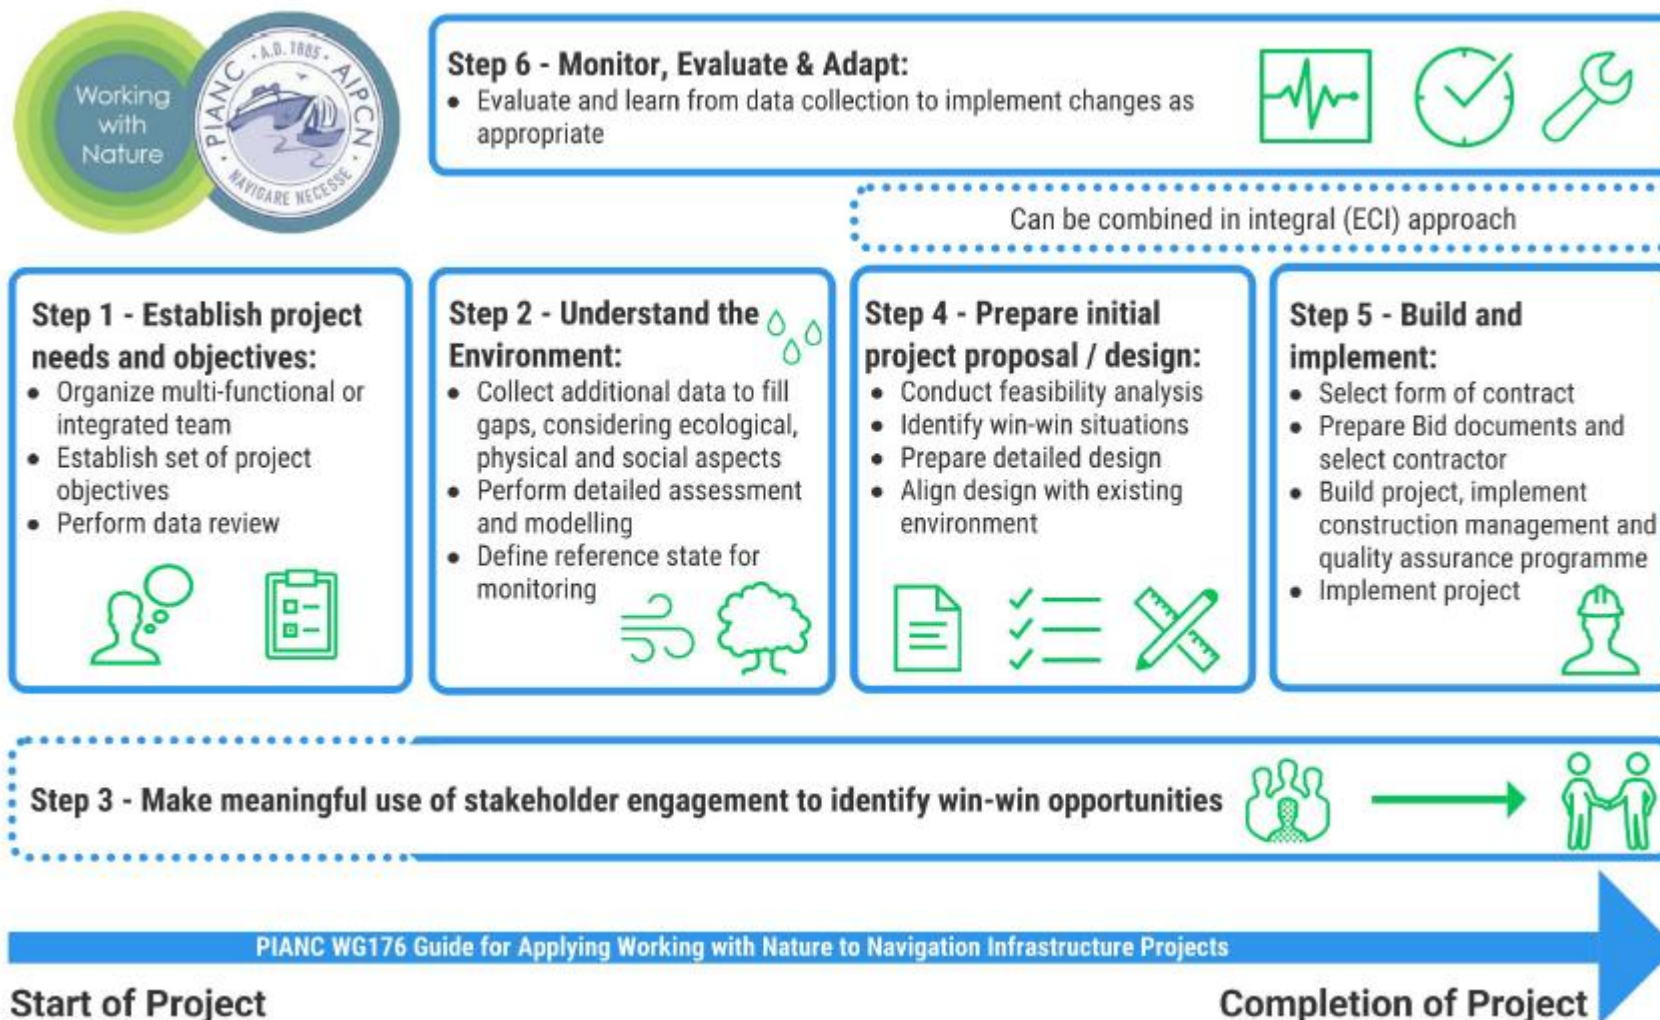 Working
with
Nature
PIANC · A.D. 1885 · AIPCN
· NAVIGARE NECESSE ·
Step 6 - Monitor, Evaluate & Adapt:
• Evaluate and learn from data collection to implement changes as
appropriate
Can be combined in integral (ECI) approach
Step 1 - Establish project
needs and objectives:
• Organize multi-functional or
integrated team
• Establish set of project
objectives
• Perform data review
Step 2 - Understand the
Environment:
• Collect additional data to fill
gaps, considering ecological,
physical and social aspects
• Perform detailed assessment
and modelling
• Define reference state for
monitoring
Step 4 - Prepare initial
project proposal / design:
• Conduct feasibility analysis
• Identify win-win situations
• Prepare detailed design
• Align design with existing
environment
Step 5 - Build and
implement:
• Select form of contract
• Prepare Bid documents and
select contractor
• Build project, implement
construction management and
quality assurance programme
• Implement project
Step 3 - Make meaningful use of stakeholder engagement to identify win-win opportunities
PIANC WG176 Guide for Applying Working with Nature to Navigation Infrastructure Projects
Start of Project
Completion of Project